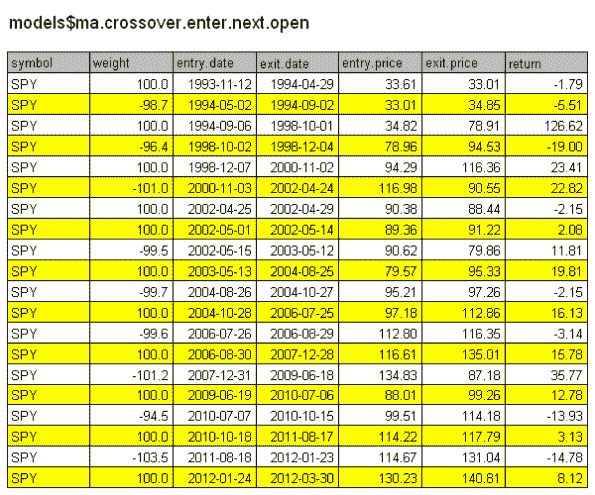 models$ma.crossover.enter.next.open
symbol weight entry.date exit.date entry.price exit.price return
SPY 100.0 1993-11-12 1994-04-29 33.61 33.01 -1.79
SPY -98.7 1994-05-02 1994-09-02 33.01 34.85 -5.51
SPY 100.0 1994-09-06 1998-10-01 34.82 78.91 126.62
SPY -96.4 1998-10-02 1998-12-04 78.96 94.53 -19.00
SPY 100.0 1998-12-07 2000-11-02 94.29 116.36 23.41
SPY -101.0 2000-11-03 2002-04-24 116.98 90.55 22.82
SPY 100.0 2002-04-25 2002-04-29 90.38 88.44 -2.15
SPY 100.0 2002-05-01 2002-05-14 89.36 91.22 2.08
SPY -99.5 2002-05-15 2003-05-12 90.62 79.86 11.81
SPY 100.0 2003-05-13 2004-08-25 79.57 95.33 19.81
SPY -99.7 2004-08-26 2004-10-27 95.21 97.26 -2.15
SPY 100.0 2004-10-28 2006-07-25 97.18 112.86 16.13
SPY -99.6 2006-07-26 2006-08-29 112.80 116.35 -3.14
SPY 100.0 2006-08-30 2007-12-28 116.61 135.01 15.78
SPY -101.2 2007-12-31 2009-06-18 134.83 87.18 35.77
SPY 100.0 2009-06-19 2010-07-06 88.01 99.26 12.78
SPY -94.5 2010-07-07 2010-10-15 99.51 114.18 -13.93
SPY 100.0 2010-10-18 2011-08-17 114.22 117.79 3.13
SPY -103.5 2011-08-18 2012-01-23 114.67 131.04 -14.78
SPY 100.0 2012-01-24 2012-03-30 130.23 140.81 8.12